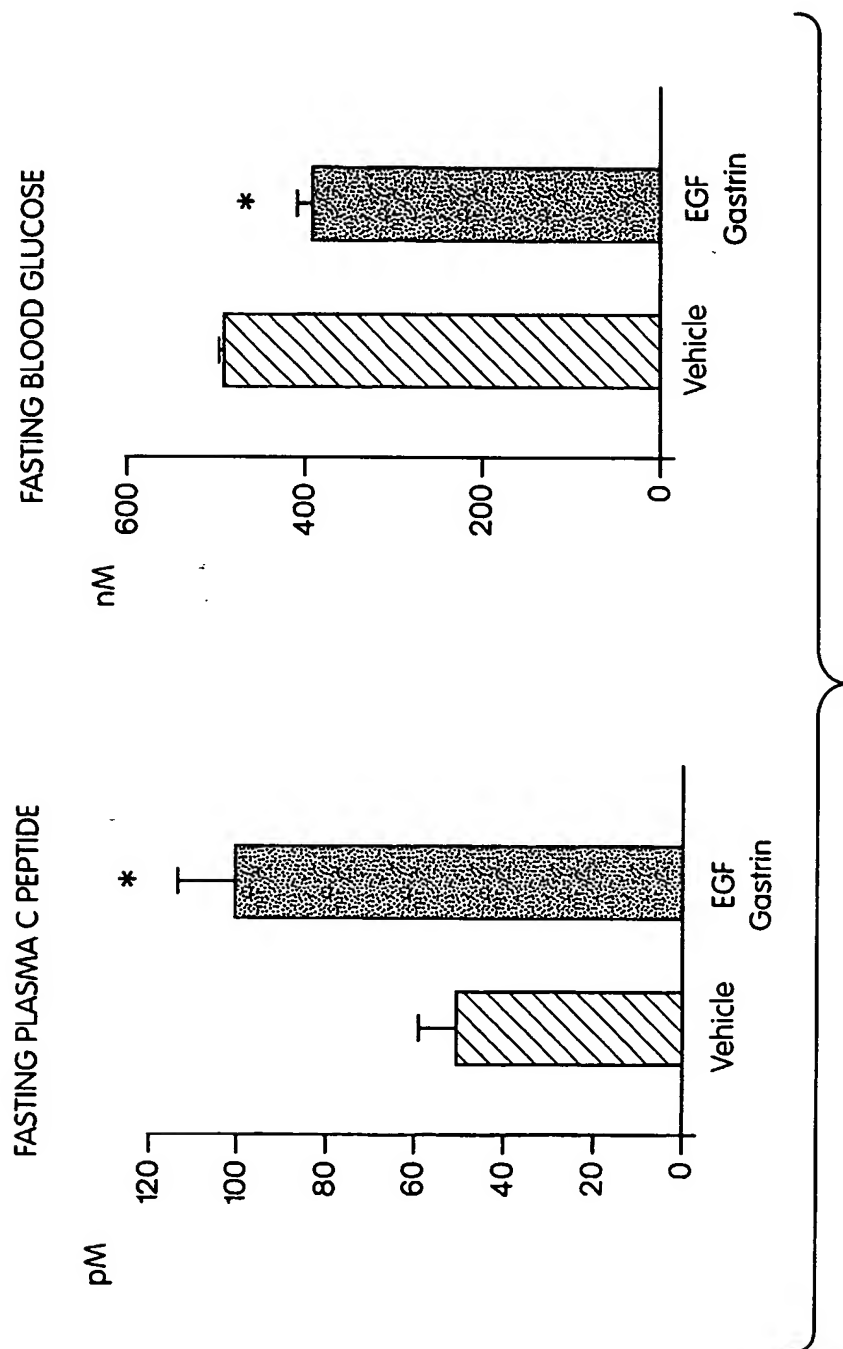 FASTING PLASMA C PEPTIDE
pM
120
100
80
60
40
20
0
*
Vehicle
EGF
Gastrin
FASTING BLOOD GLUCOSE
nM
600
400
200
0
*
Vehicle
EGF
Gastrin